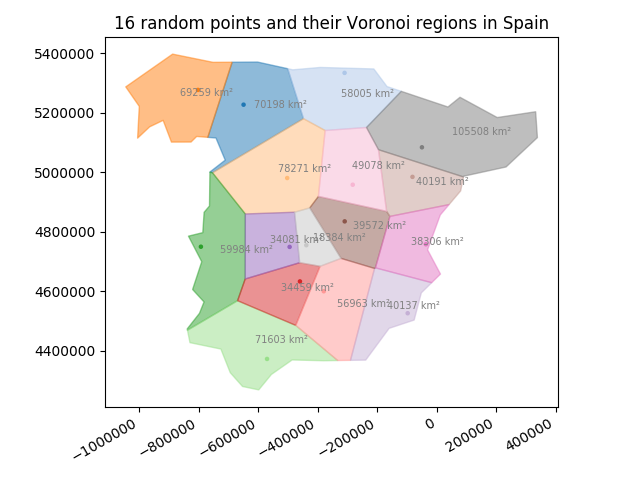 16 random points and their Voronoi regions in Spain
5400000
5200000
5000000
4800000
4600000
4400000
69259 km²
70198 km²
58005 km²
105508 km²
78271 km²
49078 km²
40191 km²
59984 km²
34081 km²
18384 km²
39572 km²
38306 km²
34459 km²
56963 km²
40137 km²
71603 km²
−1000000
−800000
−600000
−400000
−200000
0
200000
400000